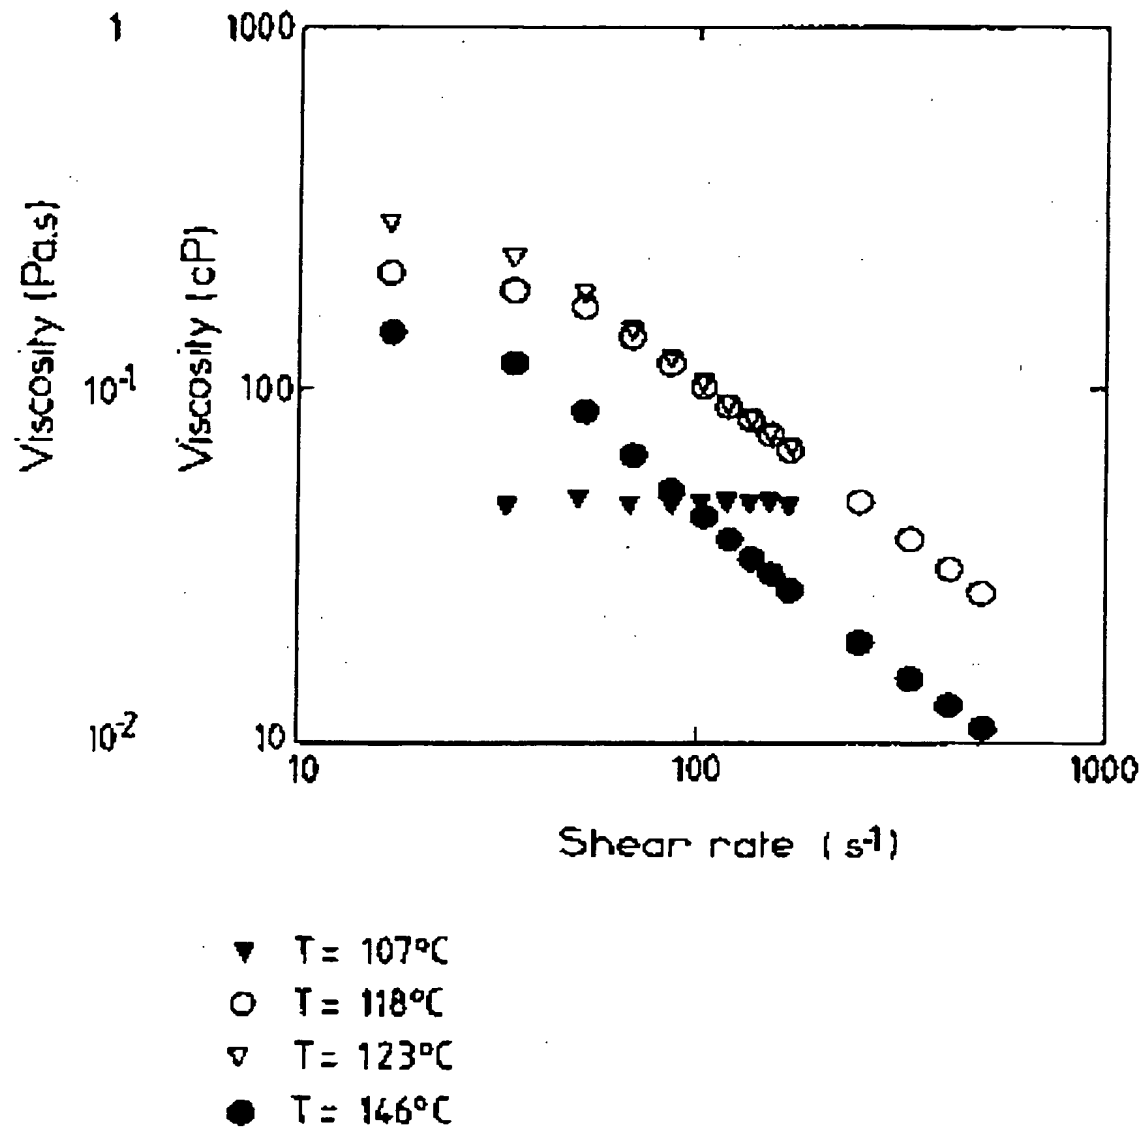 1 1000
Viscosity (Pa.s)
Viscosity (cP)
10-1 100
10-2 10
10 100 1000
Shear rate ( s-1)
▼ T= 107°C
○ T= 118°C
▽ T= 123°C
● T= 146°C